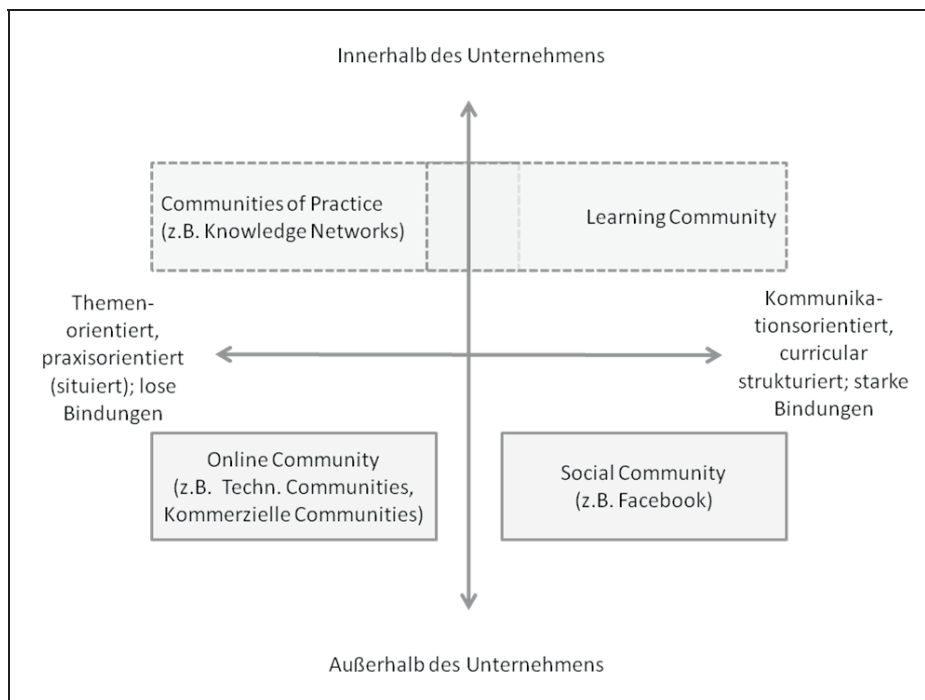 Innerhalb des Unternehmens
Communities of Practice
(z.B. Knowledge Networks)
Learning Community
Themen-
orientiert,
praxisorientiert
(situiert); lose
Bindungen
Kommunika-
tionsorientiert,
curricular
strukturiert; starke
Bindungen
Online Community
(z.B. Techn. Communities,
Kommerzielle Communities)
Social Community
(z.B. Facebook)
Außerhalb des Unternehmens